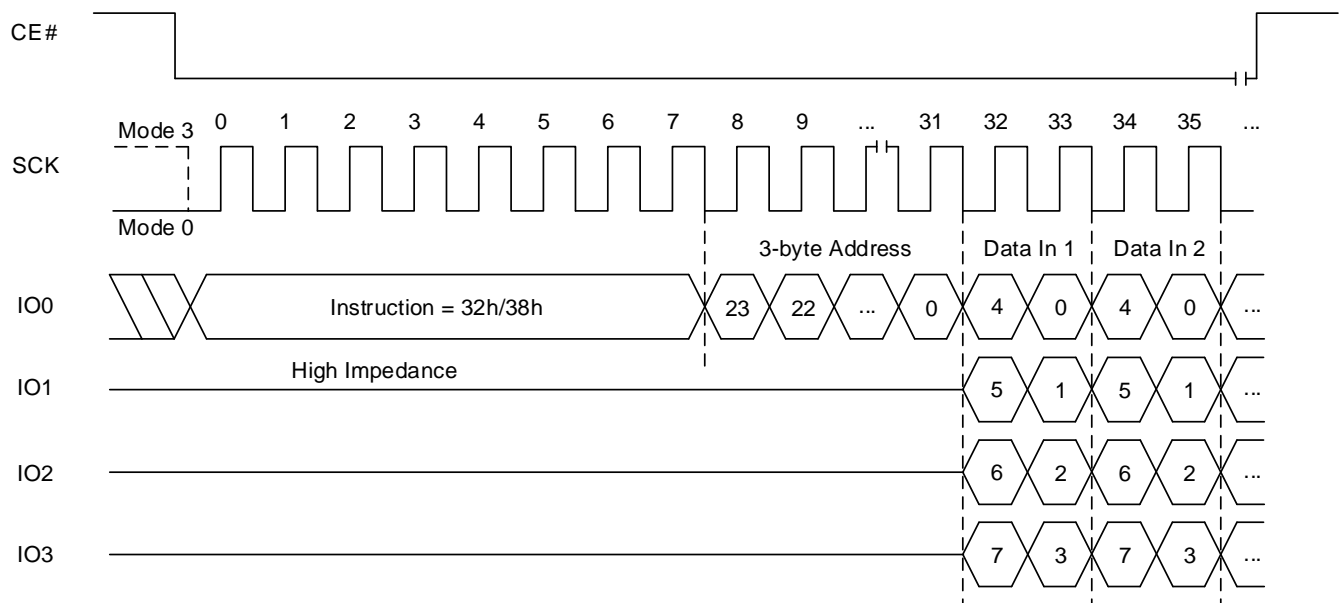 CE#
Mode 3 0 1 2 3 4 5 6 7 8 9 ... 31 32 33 34 35 ...
SCK
Mode 0
3-byte Address Data In 1 Data In 2
IO0 Instruction = 32h/38h 23 22 ... 0 4 0 4 0 ...
High Impedance
IO1 5 1 5 1 ...
IO2 6 2 6 2 ...
IO3 7 3 7 3 ...